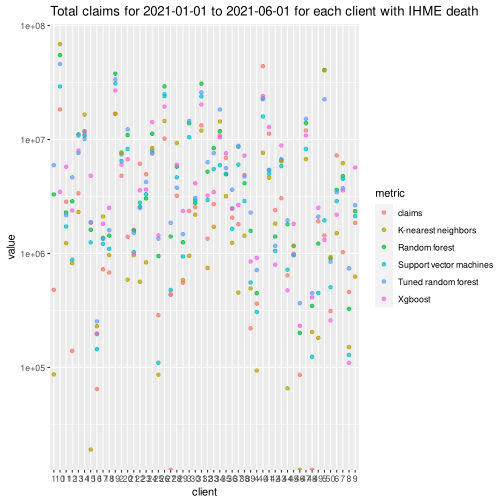 Total claims for 2021-01-01 to 2021-06-01 for each client with IHME death
1e+08
1e+07
1e+06
1e+05
value
client
metric
claims
K-nearest neighbors
Random forest
Support vector machines
Tuned random forest
Xgboost